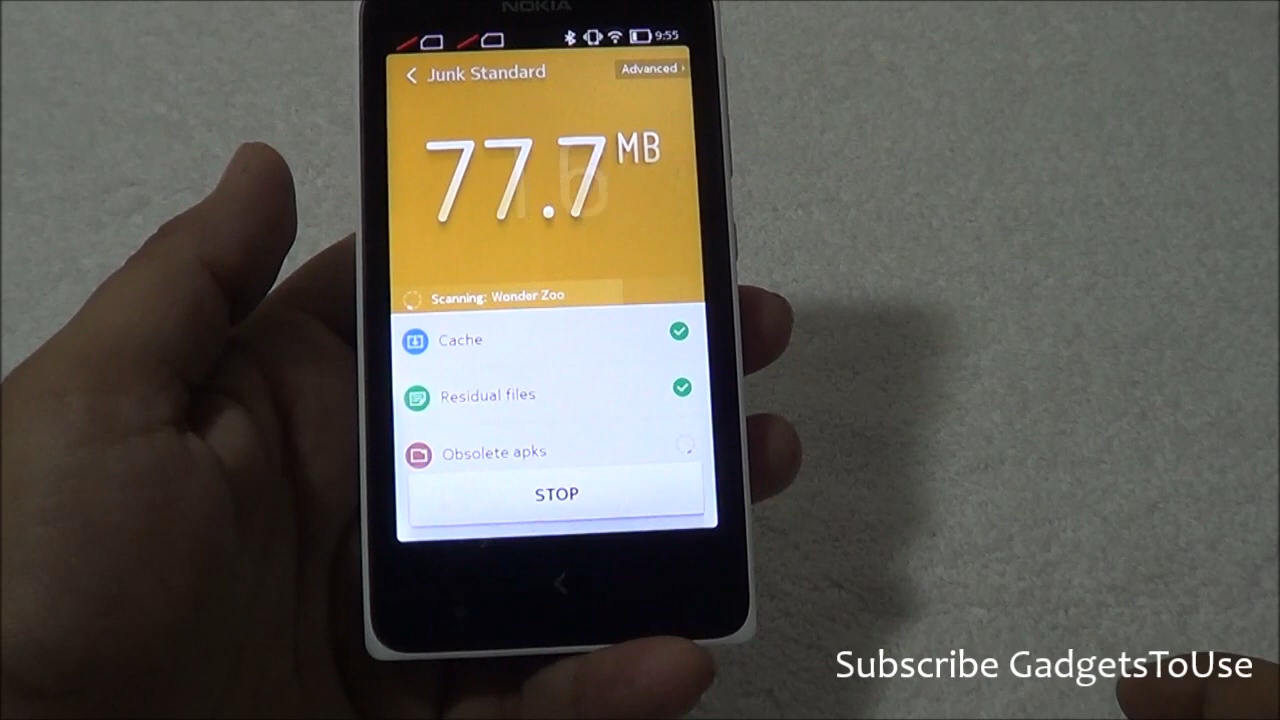 NOKIA
9:55
Junk Standard
Advanced
77.7 MB
Scanning: Wonder Zoo
Cache
Residual files
Obsolete apks
STOP
Subscribe GadgetsToUse